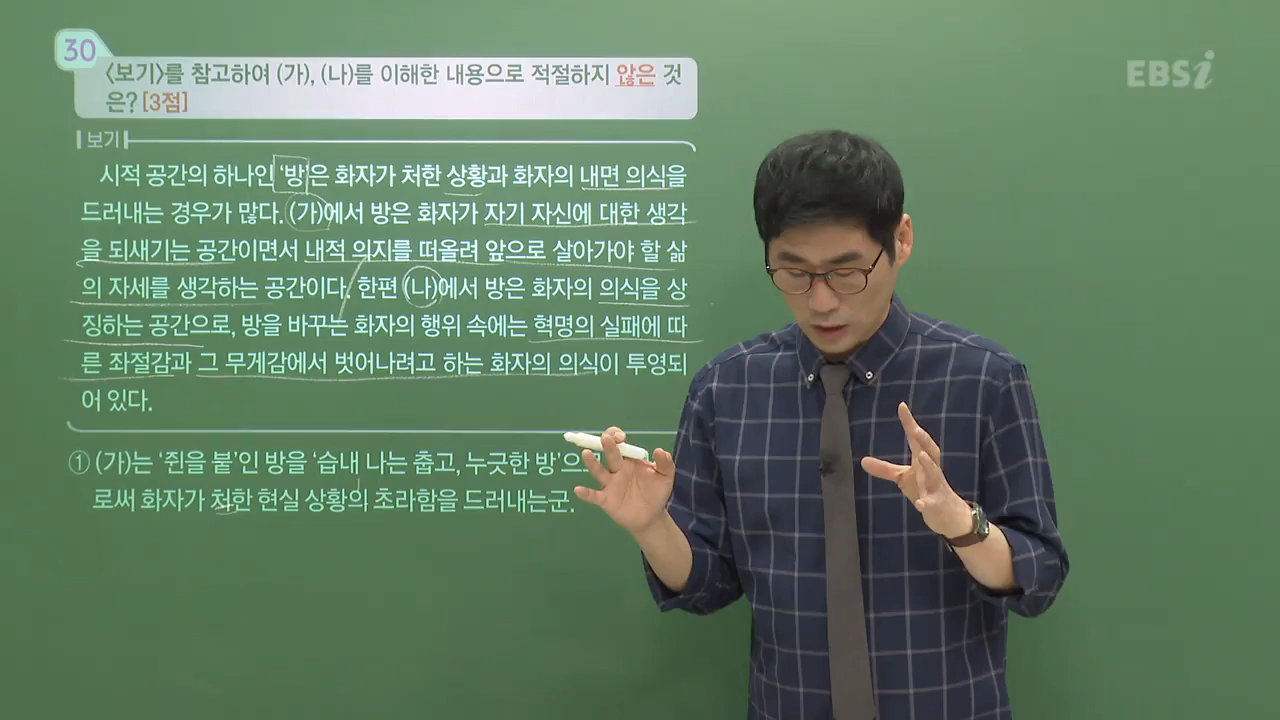 30
EBSi
<보기>를 참고하여 (가), (나)를 이해한 내용으로 적절하지 않은 것
은? [3점]
보기
시적 공간의 하나인 '방'은 화자가 처한 상황과 화자의 내면 의식을
드러내는 경우가 많다. (가)에서 방은 화자가 자기 자신에 대한 생각
을 되새기는 공간이면서 내적 의지를 떠올려 앞으로 살아가야 할 삶
의 자세를 생각하는 공간이다. 한편 (나)에서 방은 화자의 의식을 상
징하는 공간으로, 방을 바꾸는 화자의 행위 속에는 혁명의 실패에 따
른 좌절감과 그 무게감에서 벗어나려고 하는 화자의 의식이 투영되
어 있다.
① (가)는 '쥔을 붙'인 방을 '습내 나는 춥고, 누긋한 방'으
로써 화자가 처한 현실 상황의 초라함을 드러내는군.